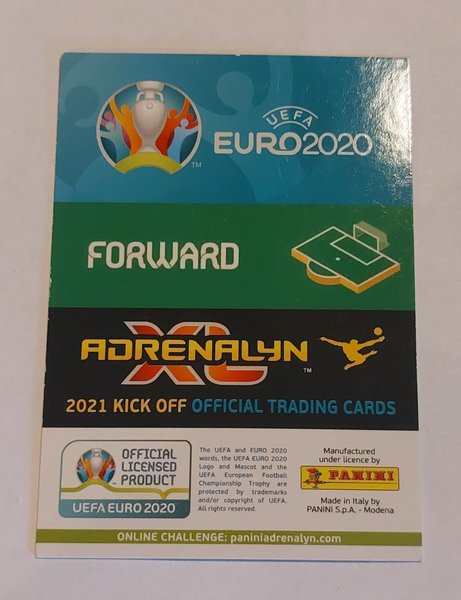 UEFA
EURO2020
™
FORWARD
ADRENALYN
XL
™
2021 KICK OFF OFFICIAL TRADING CARDS
OFFICIAL
LICENSED
PRODUCT
UEFA EURO 2020
The UEFA and EURO 2020
words, the UEFA EURO 2020
Logo and Mascot and the
UEFA European Football
Championship Trophy are
protected by trademarks
and/or copyright of UEFA.
All rights reserved.
Manufactured
under licence by
PANINI
Made in Italy by
PANINI S.p.A. - Modena
ONLINE CHALLENGE: paniniadrenalyn.com